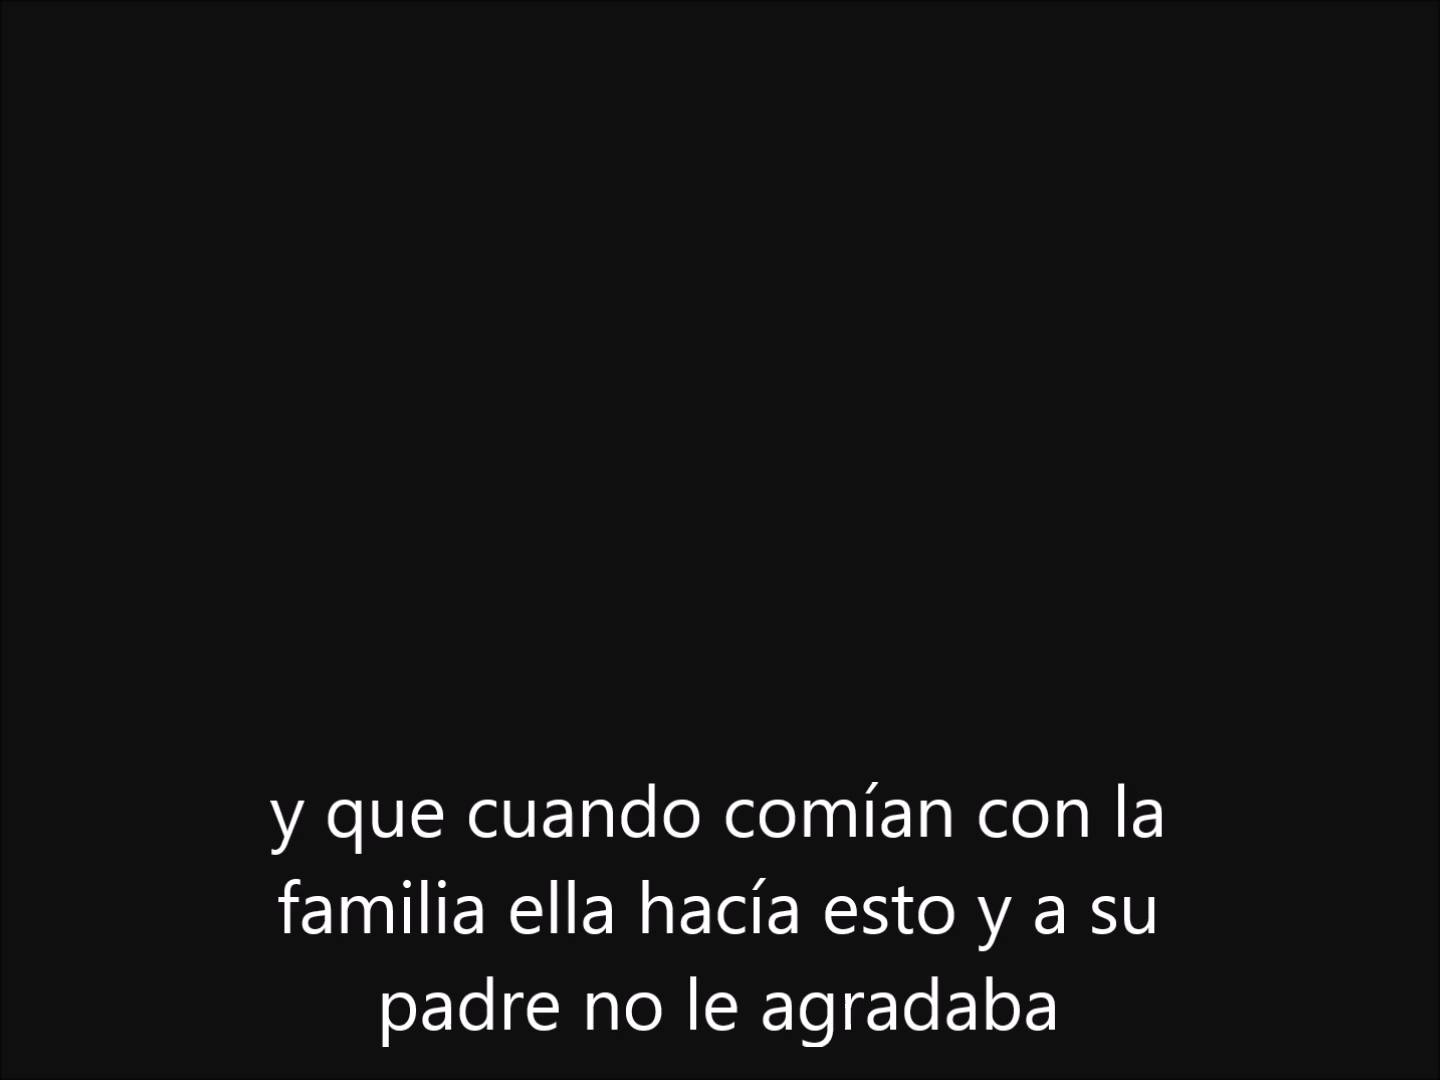 y que cuando comían con la
familia ella hacía esto y a su
padre no le agradaba